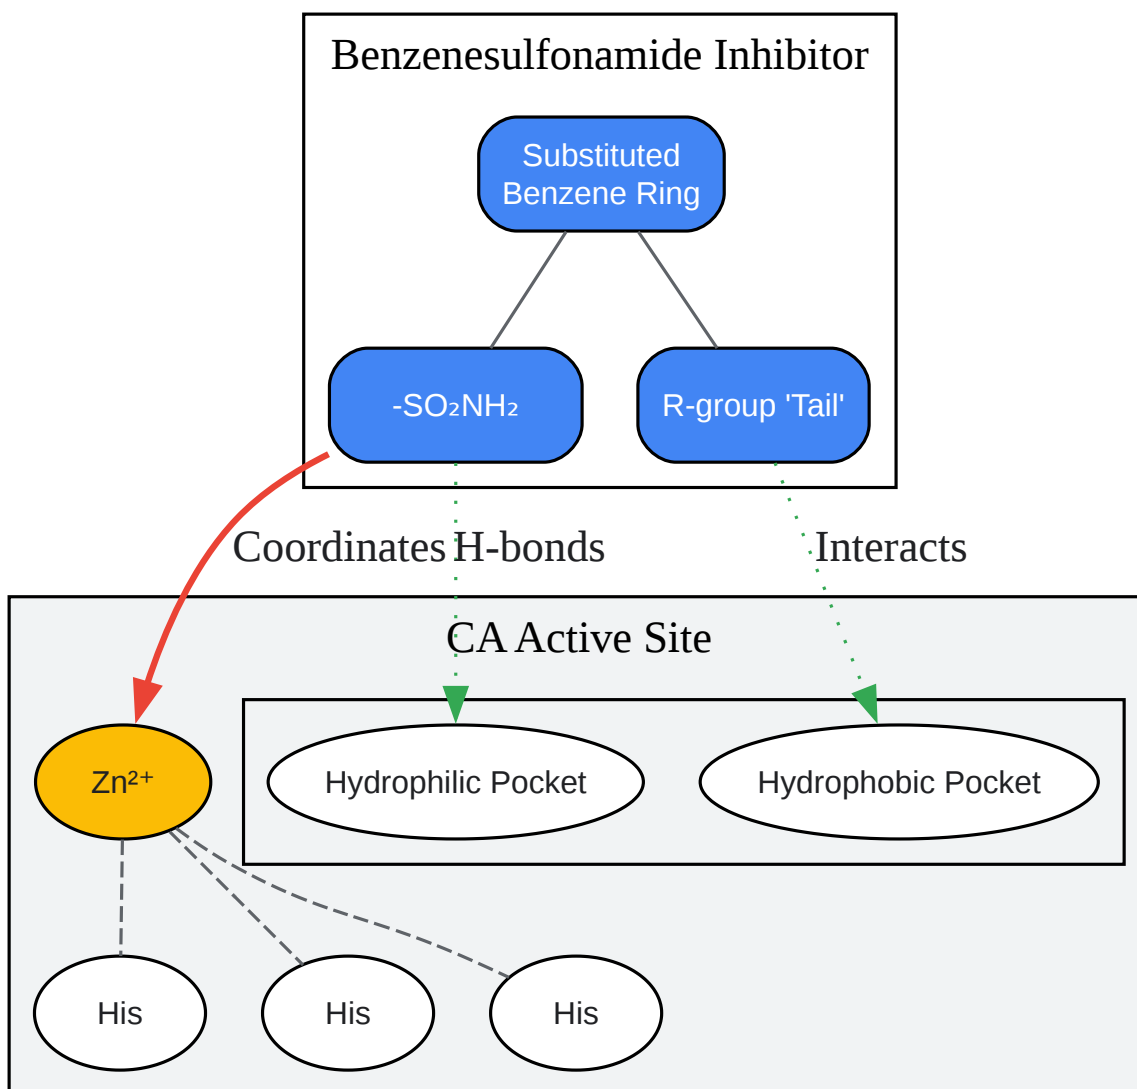 Benzenesulfonamide Inhibitor
Substituted
Benzene Ring
-SO₂NH₂
R-group 'Tail'
Coordinates
H-bonds
Interacts
CA Active Site
Zn²⁺
Hydrophilic Pocket
Hydrophobic Pocket
His
His
His